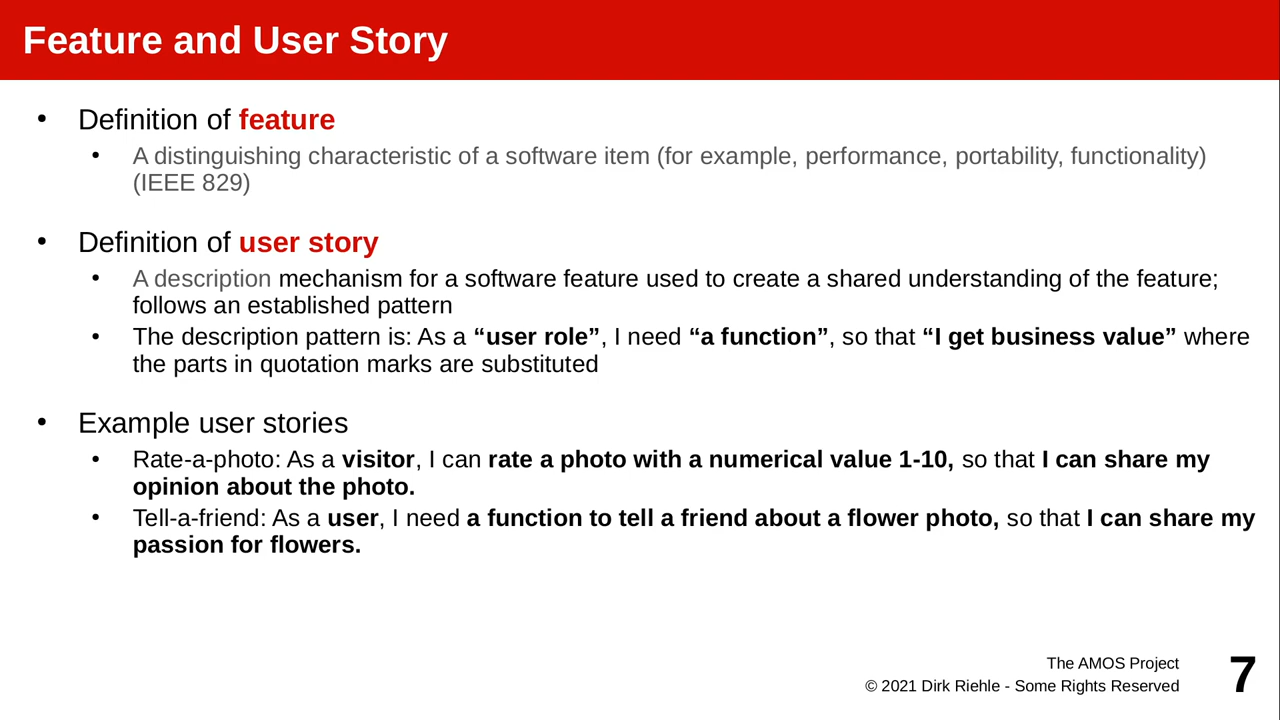 Feature and User Story
• Definition of feature
• A distinguishing characteristic of a software item (for example, performance, portability, functionality)
(IEEE 829)
• Definition of user story
• A description mechanism for a software feature used to create a shared understanding of the feature;
follows an established pattern
• The description pattern is: As a “user role”, I need “a function”, so that “I get business value” where
the parts in quotation marks are substituted
• Example user stories
• Rate-a-photo: As a visitor, I can rate a photo with a numerical value 1-10, so that I can share my
opinion about the photo.
• Tell-a-friend: As a user, I need a function to tell a friend about a flower photo, so that I can share my
passion for flowers.
The AMOS Project
© 2021 Dirk Riehle - Some Rights Reserved
7